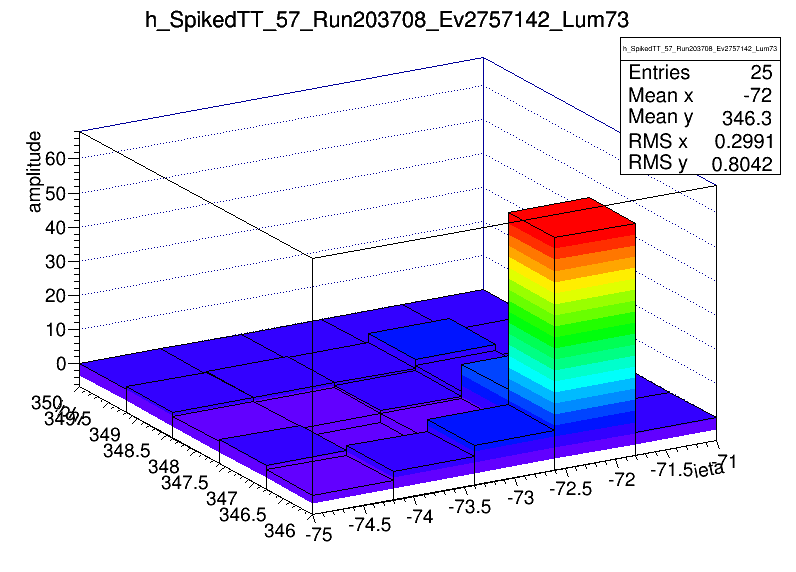 h_SpikedTT_57_Run203708_Ev2757142_Lum73
h_SpikedTT_57_Run203708_Ev2757142_Lum73
Entries 25
Mean x -72
Mean y 346.3
RMS x 0.2991
RMS y 0.8042
amplitude
60
50
40
30
20
10
0
350
349.5
349
348.5
348
347.5
347
346.5
346
-75
-74.5
-74
-73.5
-73
-72.5
-72
-71.5
ieta
-71